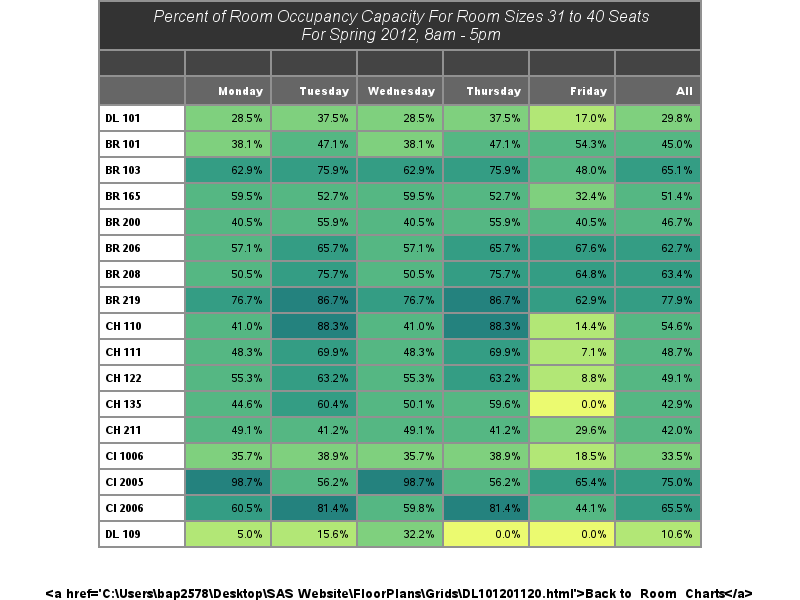 Percent of Room Occupancy Capacity For Room Sizes 31 to 40 Seats
For Spring 2012, 8am - 5pm
Monday Tuesday Wednesday Thursday Friday All
DL 101 28.5% 37.5% 28.5% 37.5% 17.0% 29.8%
BR 101 38.1% 47.1% 38.1% 47.1% 54.3% 45.0%
BR 103 62.9% 75.9% 62.9% 75.9% 48.0% 65.1%
BR 165 59.5% 52.7% 59.5% 52.7% 32.4% 51.4%
BR 200 40.5% 55.9% 40.5% 55.9% 40.5% 46.7%
BR 206 57.1% 65.7% 57.1% 65.7% 67.6% 62.7%
BR 208 50.5% 75.7% 50.5% 75.7% 64.8% 63.4%
BR 219 76.7% 86.7% 76.7% 86.7% 62.9% 77.9%
CH 110 41.0% 88.3% 41.0% 88.3% 14.4% 54.6%
CH 111 48.3% 69.9% 48.3% 69.9% 7.1% 48.7%
CH 122 55.3% 63.2% 55.3% 63.2% 8.8% 49.1%
CH 135 44.6% 60.4% 50.1% 59.6% 0.0% 42.9%
CH 211 49.1% 41.2% 49.1% 41.2% 29.6% 42.0%
CI 1006 35.7% 38.9% 35.7% 38.9% 18.5% 33.5%
CI 2005 98.7% 56.2% 98.7% 56.2% 65.4% 75.0%
CI 2006 60.5% 81.4% 59.8% 81.4% 44.1% 65.5%
DL 109 5.0% 15.6% 32.2% 0.0% 0.0% 10.6%
<a href='C:\Users\bap2578\Desktop\SAS Website\FloorPlans\Grids\DL101201120.html'>Back to Room Charts</a>